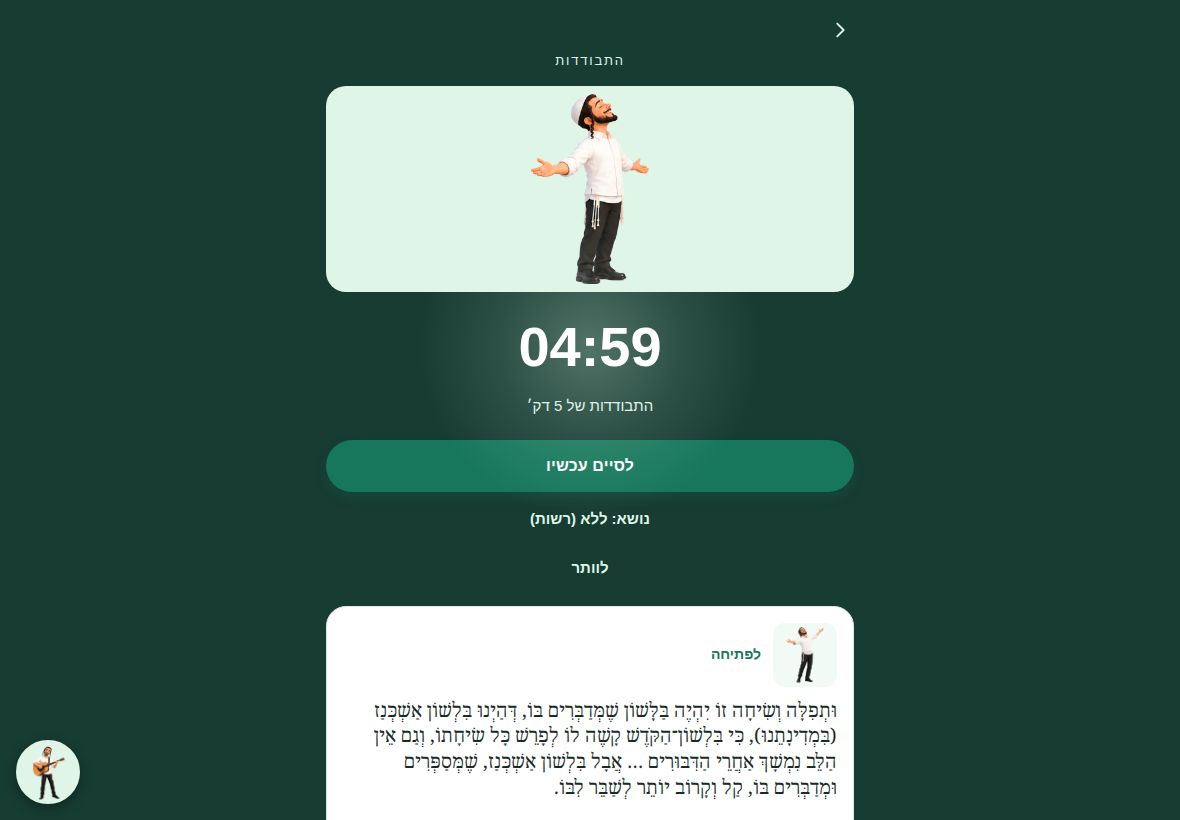 התבודדות
04:59
התבודדות של 5 דק׳
לסיים עכשיו
נושא: ללא (רשות)
לוותר
לפתיחה
וּתְפִלָּה וְשִׂיחָה זוֹ יִהְיֶה בַּלָּשׁוֹן שֶׁמְּדַבְּרִים בּוֹ, דְּהַיְנוּ בִּלְשׁוֹן אַשְׁכְּנַז
(בִּמְדִינָתֵנוּ), כִּי בִּלְשׁוֹן־הַקֹּדֶשׁ קָשֶׁה לוֹ לְפָרֵשׁ כָּל שִׂיחָתוֹ, וְגַם אֵין
הַלֵּב נִמְשָׁךְ אַחֲרֵי הַדִּבּוּרִים ... אֲבָל בִּלְשׁוֹן אַשְׁכְּנַז, שֶׁמְּסַפְּרִים
וּמְדַבְּרִים בּוֹ, קַל וְקָרוֹב יוֹתֵר לְשַׁבֵּר לִבּוֹ.